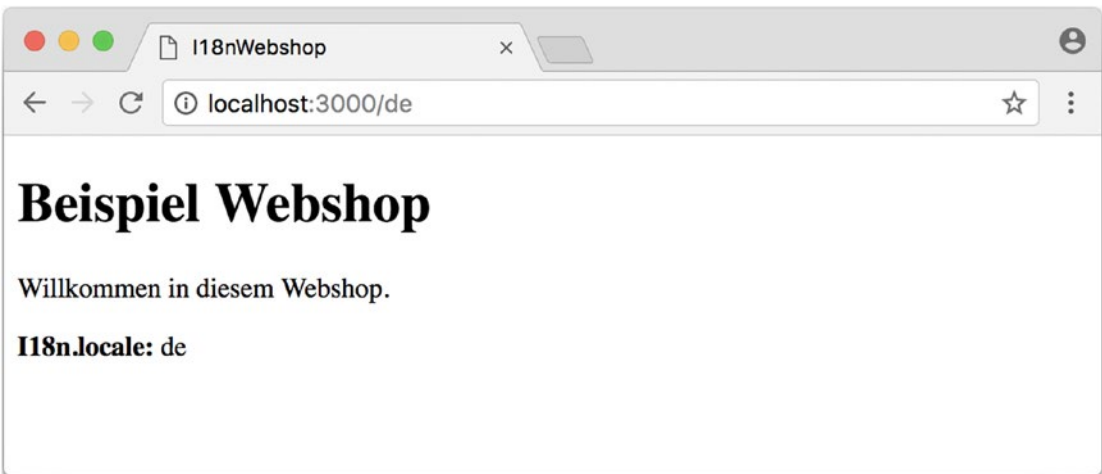 I18nWebshop
localhost:3000/de
Beispiel Webshop
Willkommen in diesem Webshop.
I18n.locale: de